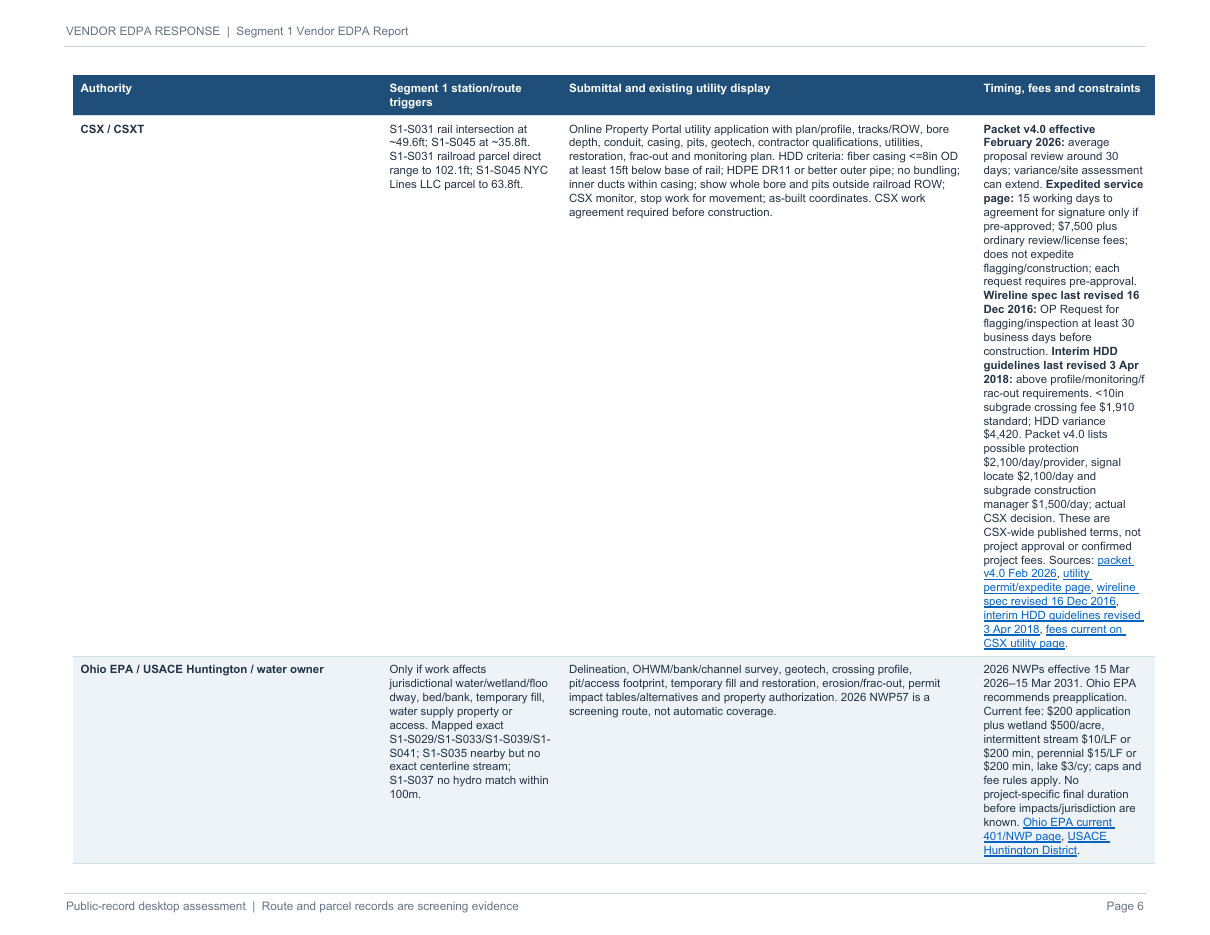 VENDOR EDPA RESPONSE | Segment 1 Vendor EDPA Report
Authority
Segment 1 station/route
triggers
Submittal and existing utility display
Timing, fees and constraints
CSX / CSXT
S1-S031 rail intersection at
~49.6ft; S1-S045 at ~35.8ft.
S1-S031 railroad parcel direct
range to 102.1ft; S1-S045 NYC
Lines LLC parcel to 63.8ft.
Online Property Portal utility application with plan/profile, tracks/ROW, bore
depth, conduit, casing, pits, geotech, contractor qualifications, utilities,
restoration, frac-out and monitoring plan. HDD criteria: fiber casing <=8in OD
at least 15ft below base of rail; HDPE DR11 or better outer pipe; no bundling;
inner ducts within casing; show whole bore and pits outside railroad ROW;
CSX monitor, stop work for movement; as-built coordinates. CSX work
agreement required before construction.
Packet v4.0 effective
February 2026: average
proposal review around 30
days; variance/site assessment
can extend. Expedited service
page: 15 working days to
agreement for signature only if
pre-approved; $7,500 plus
ordinary review/license fees;
does not expedite
flagging/construction; each
request requires pre-approval.
Wireline spec last revised 16
Dec 2016: OP Request for
flagging/inspection at least 30
business days before
construction. Interim HDD
guidelines last revised 3 Apr
2018: above profile/monitoring/f
rac-out requirements. <10in
subgrade crossing fee $1,910
standard; HDD variance
$4,420. Packet v4.0 lists
possible protection
$2,100/day/provider, signal
locate $2,100/day and
subgrade construction
manager $1,500/day; actual
CSX decision. These are
CSX-wide published terms, not
project approval or confirmed
project fees. Sources: packet
v4.0 Feb 2026, utility
permit/expedite page, wireline
spec revised 16 Dec 2016,
interim HDD guidelines revised
3 Apr 2018, fees current on
CSX utility page.
Ohio EPA / USACE Huntington / water owner
Only if work affects
jurisdictional water/wetland/floo
dway, bed/bank, temporary fill,
water supply property or
access. Mapped exact
S1-S029/S1-S033/S1-S039/S1-
S041; S1-S035 nearby but no
exact centerline stream;
S1-S037 no hydro match within
100m.
Delineation, OHWM/bank/channel survey, geotech, crossing profile,
pit/access footprint, temporary fill and restoration, erosion/frac-out, permit
impact tables/alternatives and property authorization. 2026 NWP57 is a
screening route, not automatic coverage.
2026 NWPs effective 15 Mar
2026–15 Mar 2031. Ohio EPA
recommends preapplication.
Current fee: $200 application
plus wetland $500/acre,
intermittent stream $10/LF or
$200 min, perennial $15/LF or
$200 min, lake $3/cy; caps and
fee rules apply. No
project-specific final duration
before impacts/jurisdiction are
known. Ohio EPA current
401/NWP page, USACE
Huntington District.
Public-record desktop assessment | Route and parcel records are screening evidence
Page 6